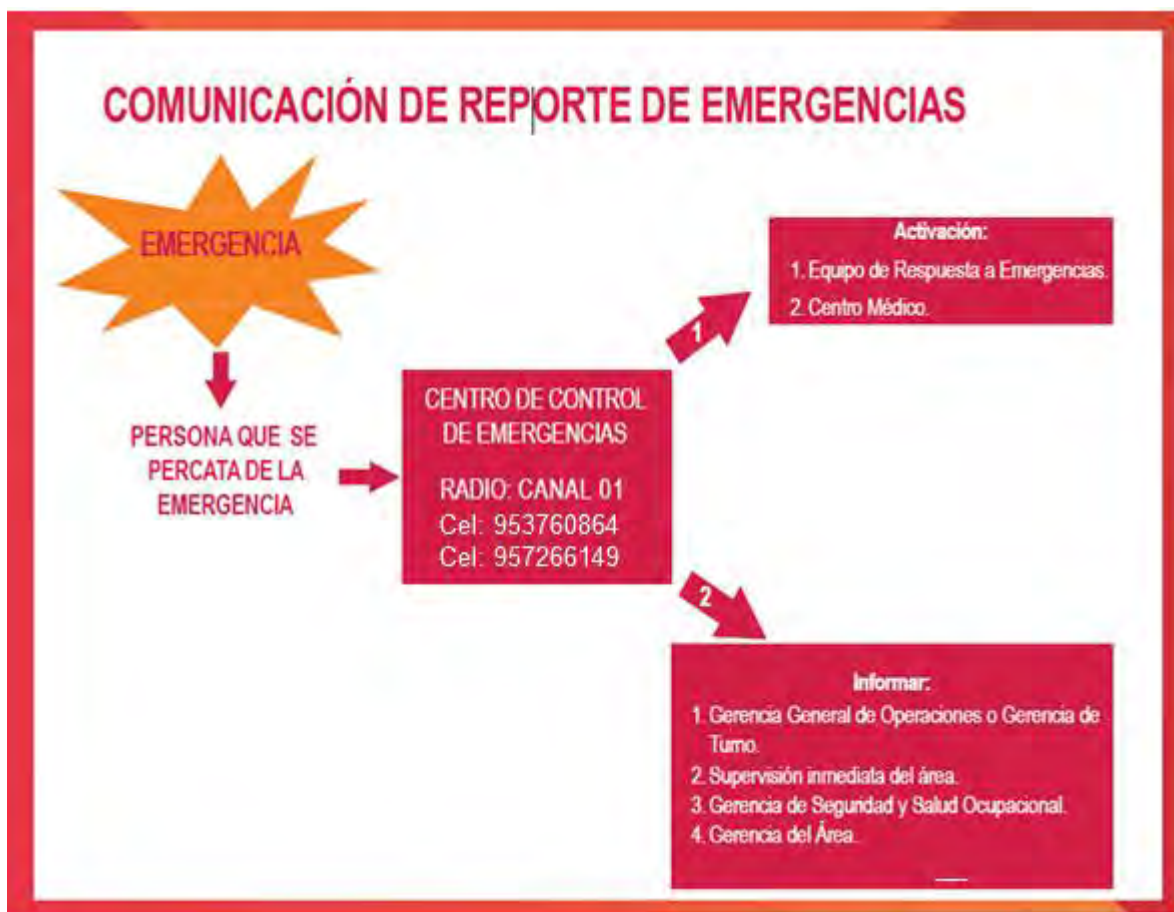 COMUNICACIÓN DE REPORTE DE EMERGENCIAS
EMERGENCIA
PERSONA QUE SE
PERCATA DE LA
EMERGENCIA
CENTRO DE CONTROL
DE EMERGENCIAS
RADIO: CANAL 01
Cel: 953760864
Cel: 957266149
1
Activación:
1. Equipo de Respuesta a Emergencias.
2. Centro Médico.
2
Informar:
1. Gerencia General de Operaciones o Gerencia de
Turno.
2. Supervisión inmediata del área.
3. Gerencia de Seguridad y Salud Ocupacional.
4. Gerencia del Área.